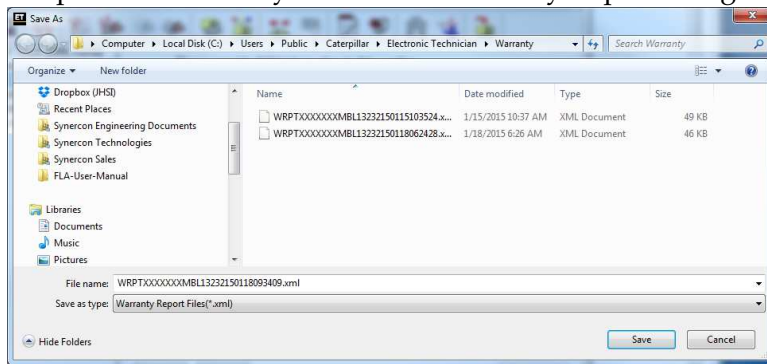 ET Save As
Computer ▸ Local Disk (C:) ▸ Users ▸ Public ▸ Caterpillar ▸ Electronic Technician ▸ Warranty
Search Warranty
Organize ▼ New folder
Name Date modified Type Size
Dropbox (JHSI)
Recent Places
Synercon Engineering Documents
Synercon Technologies
Synercon Sales
FLA-User-Manual
Libraries
Documents
Music
Pictures
WRPTXXXXXXXMBL13232150115103524.x... 1/15/2015 10:37 AM XML Document 49 KB
WRPTXXXXXXXMBL13232150118062428.x... 1/18/2015 6:26 AM XML Document 46 KB
File name: WRPTXXXXXXXMBL13232150118093409.xml
Save as type: Warranty Report Files(*.xml)
Hide Folders Save Cancel